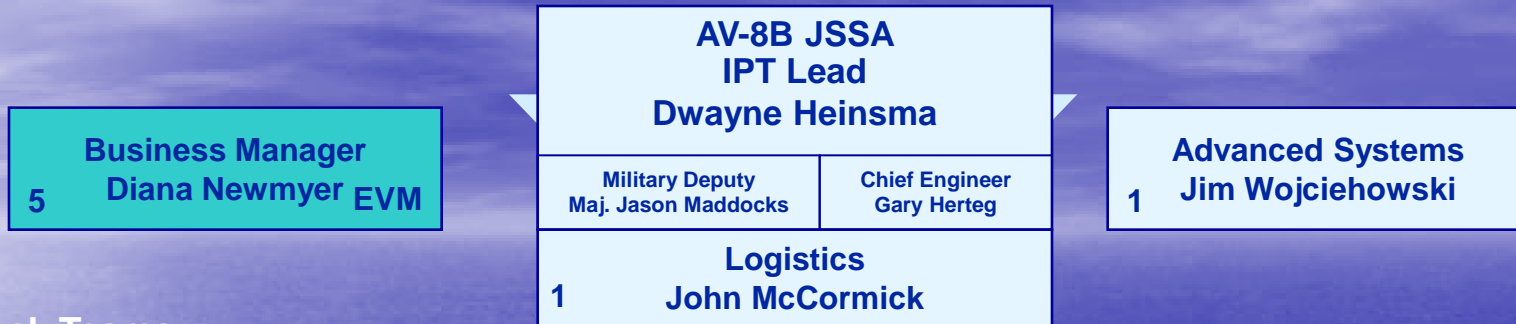 AV-8B JSSA
IPT Lead
Dwayne Heinsma
Business Manager
Diana Newmyer
5
EVM
Military Deputy
Maj. Jason Maddocks
Chief Engineer
Gary Herteg
Advanced Systems
Jim Wojciehowski
1
Logistics
John McCormick
1